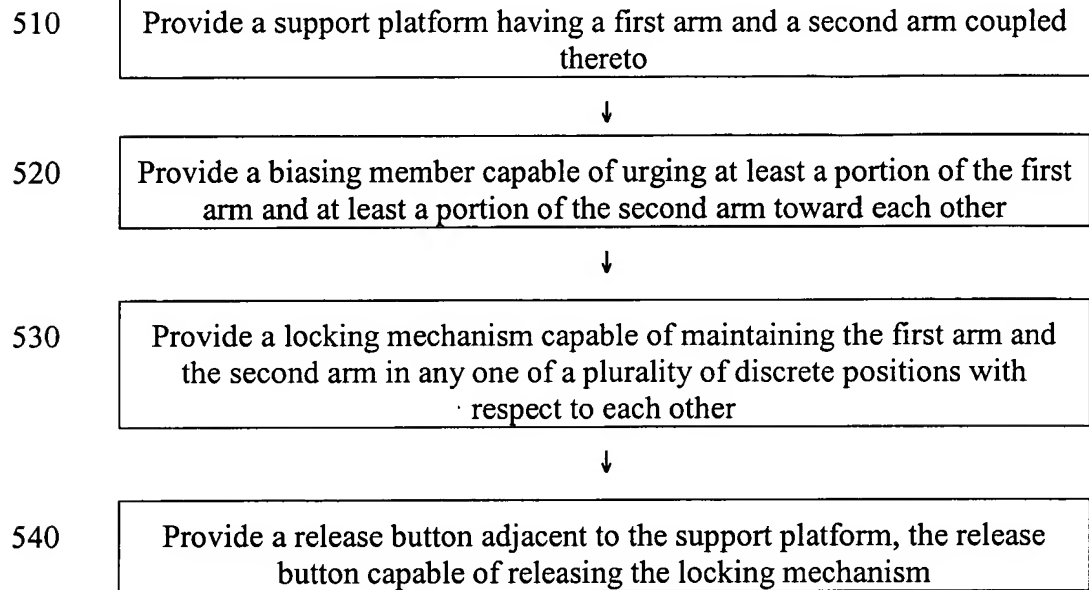 510 Provide a support platform having a first arm and a second arm coupled
thereto
↓
520 Provide a biasing member capable of urging at least a portion of the first
arm and at least a portion of the second arm toward each other
↓
530 Provide a locking mechanism capable of maintaining the first arm and
the second arm in any one of a plurality of discrete positions with
respect to each other
↓
540 Provide a release button adjacent to the support platform, the release
button capable of releasing the locking mechanism